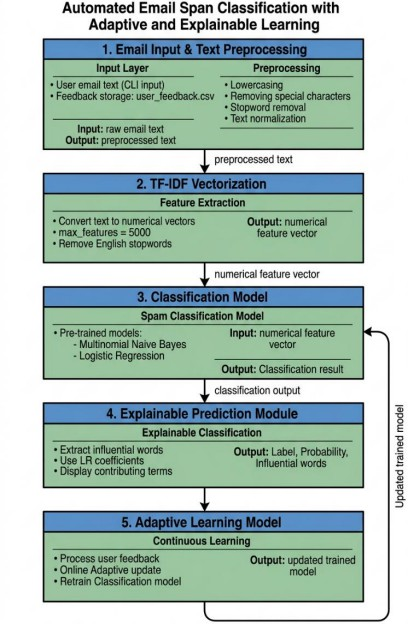 Automated Email Span Classification with
Adaptive and Explainable Learning
1. Email Input & Text Preprocessing
Input Layer
• User email text (CLI input)
• Feedback storage: user_feedback.csv
Input: raw email text
Output: preprocessed text
Preprocessing
• Lowercasing
• Removing special characters
• Stopword removal
• Text normalization
preprocessed text
2. TF-IDF Vectorization
Feature Extraction
• Convert text to numerical vectors
• max_features = 5000
• Remove English stopwords
Output: numerical
feature vector
numerical feature vector
3. Classification Model
Spam Classification Model
• Pre-trained models:
- Multinomial Naive Bayes
- Logistic Regression
Input: numerical feature
vector
Output: Classification result
classification output
4. Explainable Prediction Module
Explainable Classification
• Extract influential words
• Use LR coefficients
• Display contributing terms
Output: Label, Probability,
Influential words
5. Adaptive Learning Model
Continuous Learning
• Process user feedback
• Online Adaptive update
• Retrain Classification model
Output: updated trained
model
Updated trained model